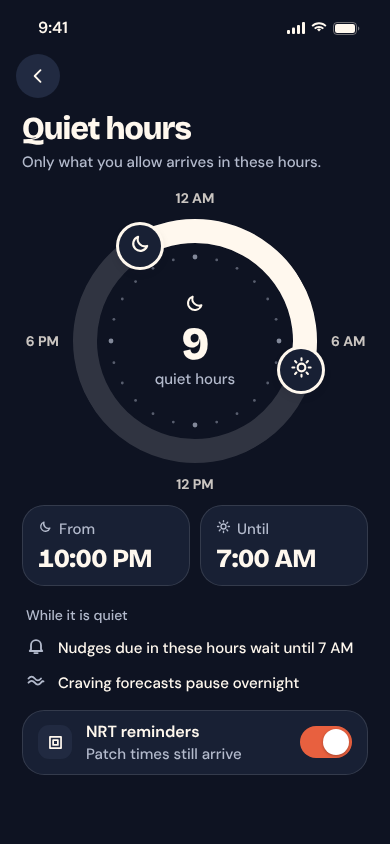 9:41
Quiet hours
Only what you allow arrives in these hours.
12 AM
6 PM
9
quiet hours
6 AM
12 PM
From
10:00 PM
Until
7:00 AM
While it is quiet
Nudges due in these hours wait until 7 AM
Craving forecasts pause overnight
NRT reminders
Patch times still arrive